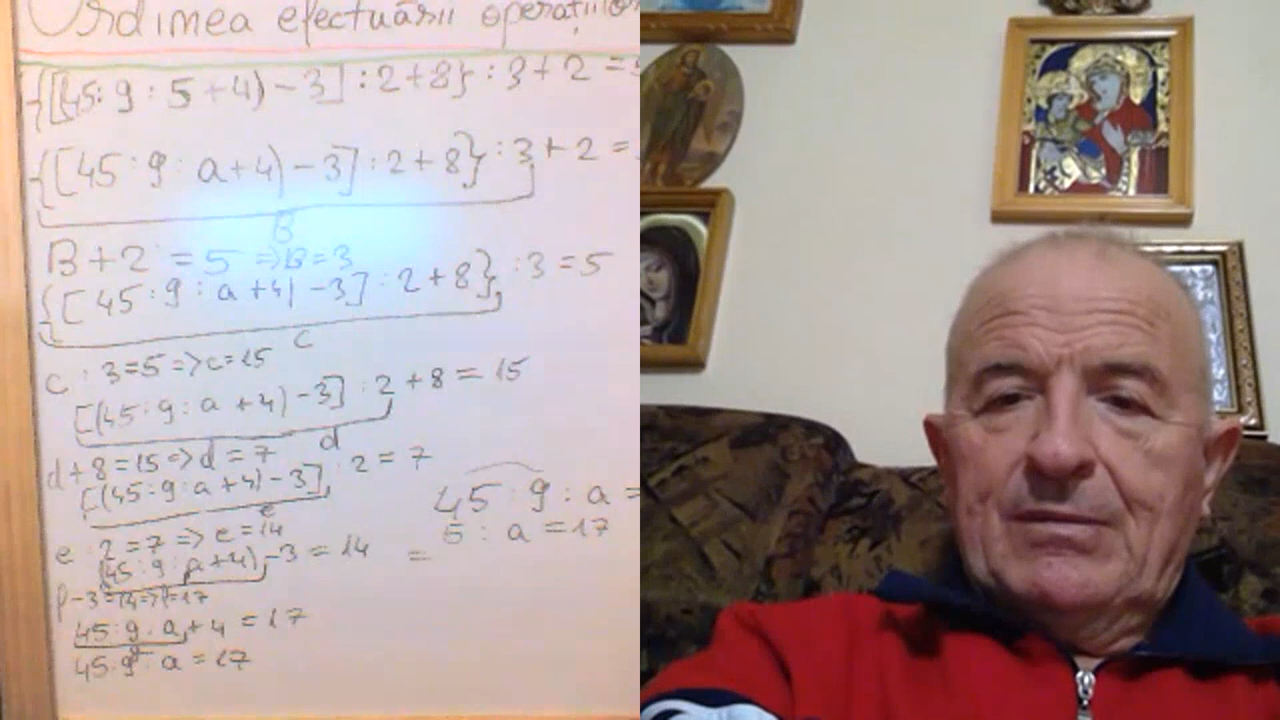 Ordinea efectuării operațiilor
{[45:9:5+4)-3]:2+8}:3+2=
{[45:9:a+4)-3]:2+8}:3+2=
B
B+2=5=>B=3
{[45:9:a+4)-3]:2+8}:3=5
c
c:3=5=>c=15
[(45:9:a+4)-3]:2+8=15
d
d+8=15=>d=7
[(45:9:a+4)-3]:2=7
e
e:2=7=>e=14
(45:9:a+4)-3=14
f-3=14=>f=17
45:9:a+4=17
45:9:a=17
45:9:a=
5:a=17
=